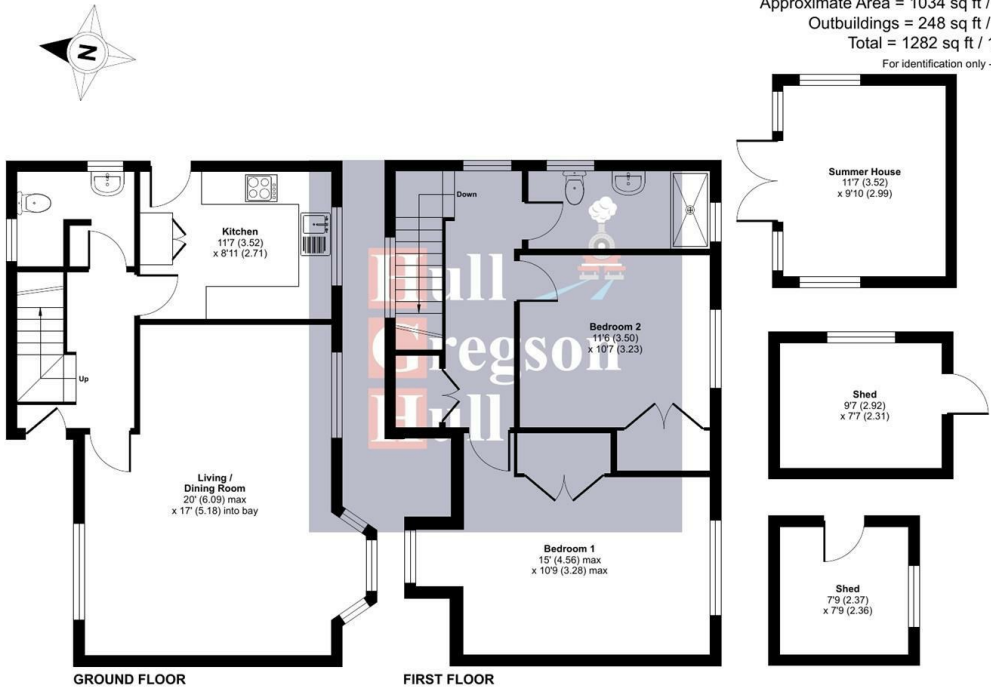 Approximate Area = 1034 sq ft /
Outbuildings = 248 sq ft /
Total = 1282 sq ft / 1
For identification only -
N
Kitchen
11'7 (3.52)
x 8'11 (2.71)
Up
Living /
Dining Room
20' (6.09) max
x 17' (5.18) into bay
GROUND FLOOR
Down
Hull
Gregson
Hull
Bedroom 2
11'6 (3.50)
x 10'7 (3.23)
Bedroom 1
15' (4.56) max
x 10'9 (3.28) max
FIRST FLOOR
Summer House
11'7 (3.52)
x 9'10 (2.99)
Shed
9'7 (2.92)
x 7'7 (2.31)
Shed
7'9 (2.37)
x 7'9 (2.36)